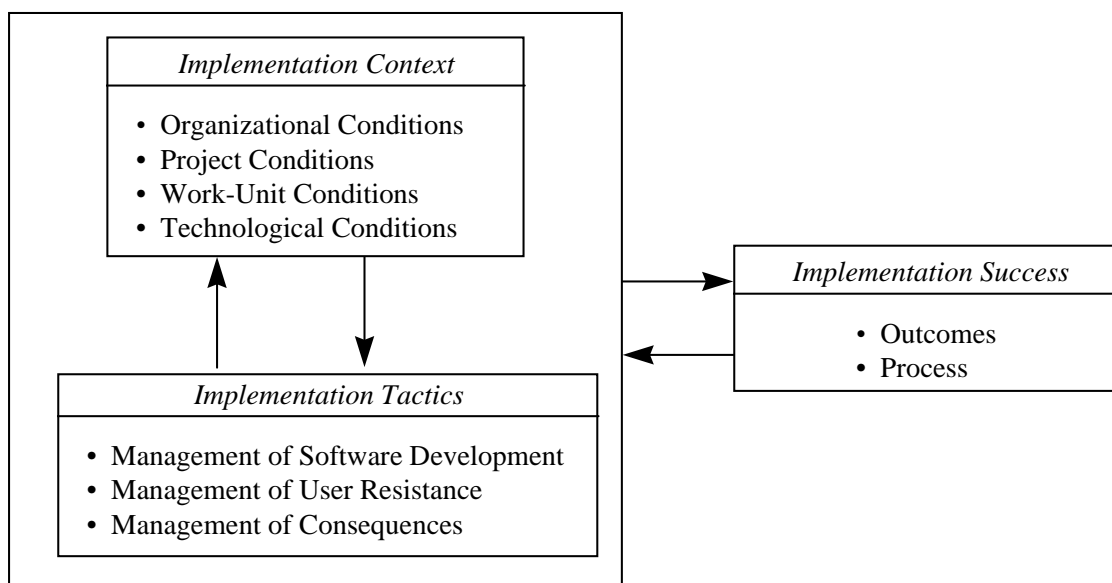 Implementation Context
• Organizational Conditions
• Project Conditions
• Work-Unit Conditions
• Technological Conditions
Implementation Tactics
• Management of Software Development
• Management of User Resistance
• Management of Consequences
Implementation Success
• Outcomes
• Process